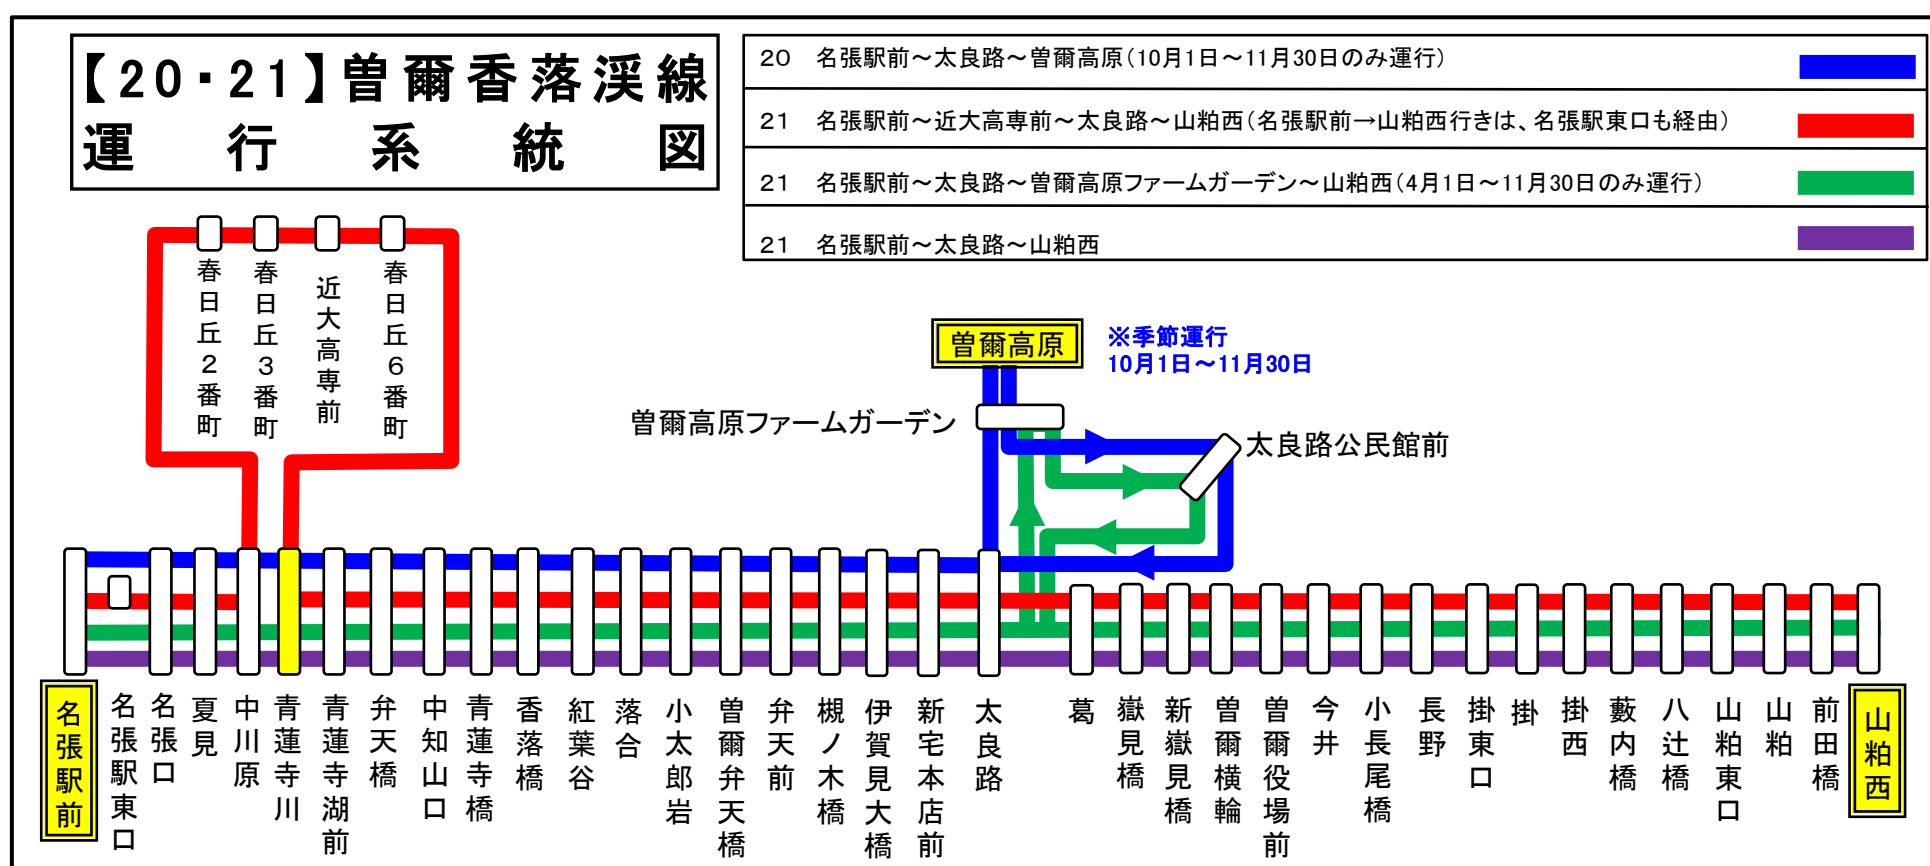 【20・21】曽爾香落渓線
運行系統図
20 名張駅前～太良路～曽爾高原(10月1日～11月30日のみ運行)
21 名張駅前～近大高専前～太良路～山粕西(名張駅前→山粕西行きは、名張駅東口も経由)
21 名張駅前～太良路～曽爾高原ファームガーデン～山粕西(4月1日～11月30日のみ運行)
21 名張駅前～太良路～山粕西
春日丘2番町
春日丘3番町
近大高専前
春日丘6番町
曽爾高原
※季節運行
10月1日～11月30日
曽爾高原ファームガーデン
太良路公民館前
名張駅前
名張駅東口
名張口
夏見
中川原
青蓮寺川
青蓮寺湖前
弁天橋
中知山口
青蓮寺橋
香落橋
紅葉谷
落合
小太郎岩
曽爾弁天橋
弁天前
槻ノ木橋
伊賀見大橋
新宅本店前
太良路
葛
嶽見橋
新嶽見橋
曽爾横輪
曽爾役場前
今井
小長尾橋
長野
掛東口
掛
掛西
藪内橋
八辻橋
山粕東口
山粕
前田橋
山粕西